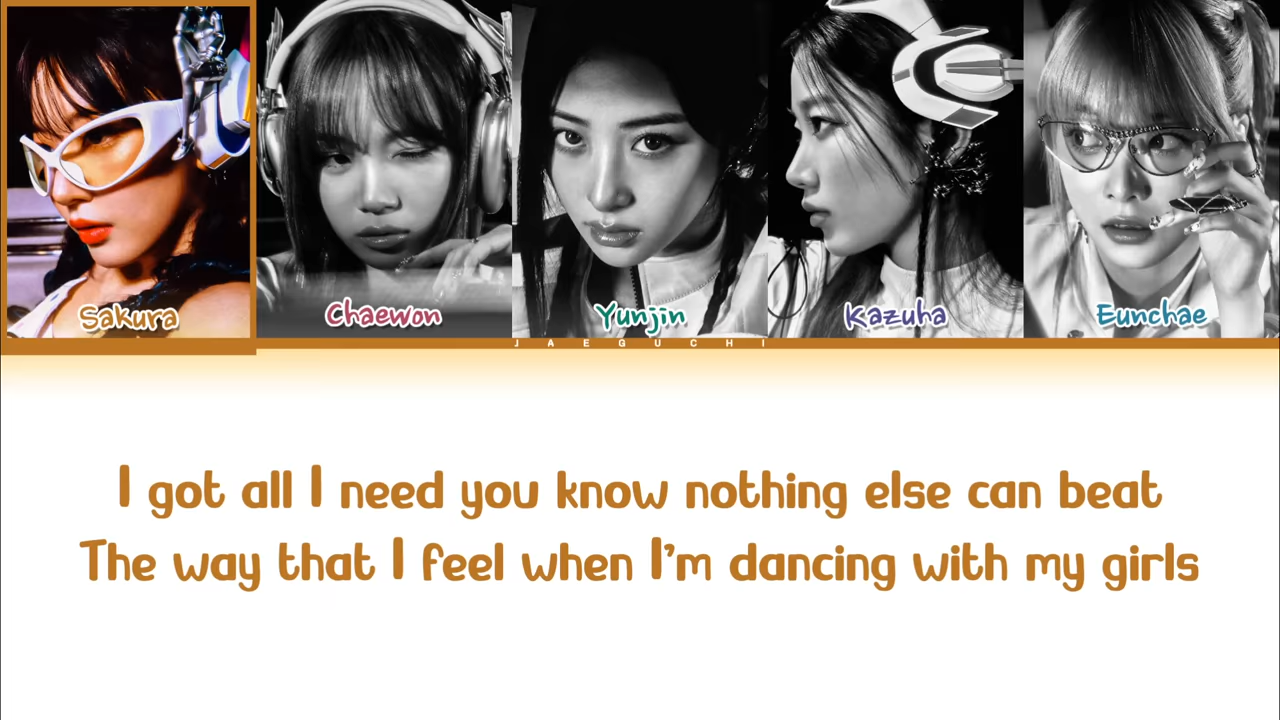 Sakura Chaewon Yunjin Kazuha Eunchae
JAEGUCHI
I got all I need you know nothing else can beat
The way that I feel when I'm dancing with my girls